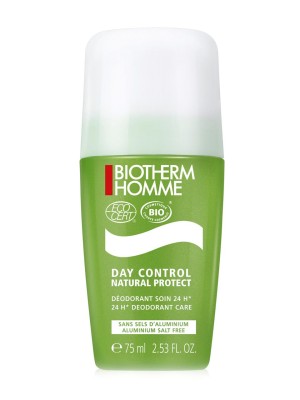 BIOTHERM
HOMME
ECO
CERT
BIO
DAY CONTROL
NATURAL PROTECT
DÉODORANT SOIN 24 H*
24 H* DEODORANT CARE
SANS SELS D'ALUMINIUM
ALUMINIUM SALT FREE
℮ 75 ml 2.53 FL. OZ.